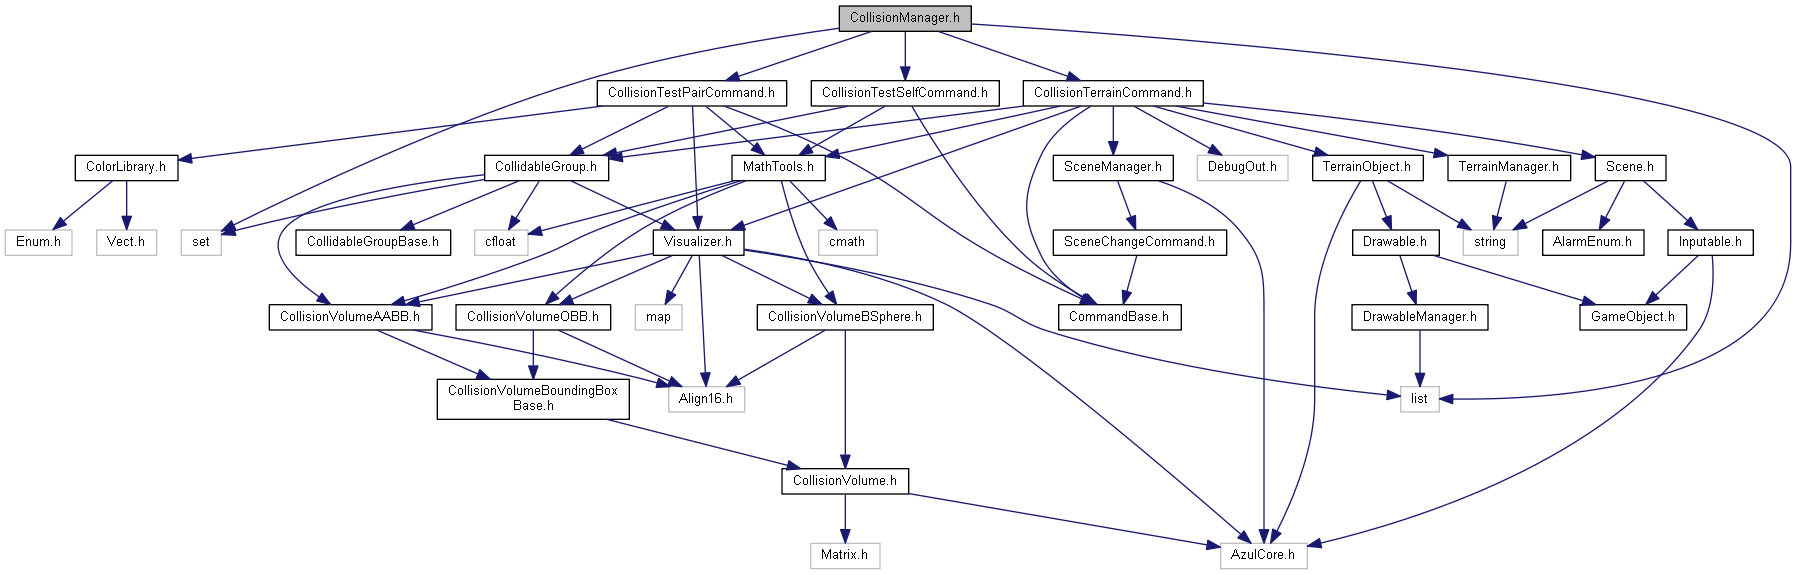 CollisionManager.h
CollisionTestPairCommand.h
CollisionTestSelfCommand.h
CollisionTerrainCommand.h
ColorLibrary.h
CollidableGroup.h
MathTools.h
SceneManager.h
DebugOut.h
TerrainObject.h
TerrainManager.h
Scene.h
Enum.h
Vect.h
set
CollidableGroupBase.h
cfloat
Visualizer.h
cmath
SceneChangeCommand.h
Drawable.h
string
AlarmEnum.h
Inputable.h
CollisionVolumeAABB.h
CollisionVolumeOBB.h
map
CollisionVolumeBSphere.h
CommandBase.h
DrawableManager.h
GameObject.h
CollisionVolumeBoundingBox
Base.h
Align16.h
list
CollisionVolume.h
Matrix.h
AzulCore.h